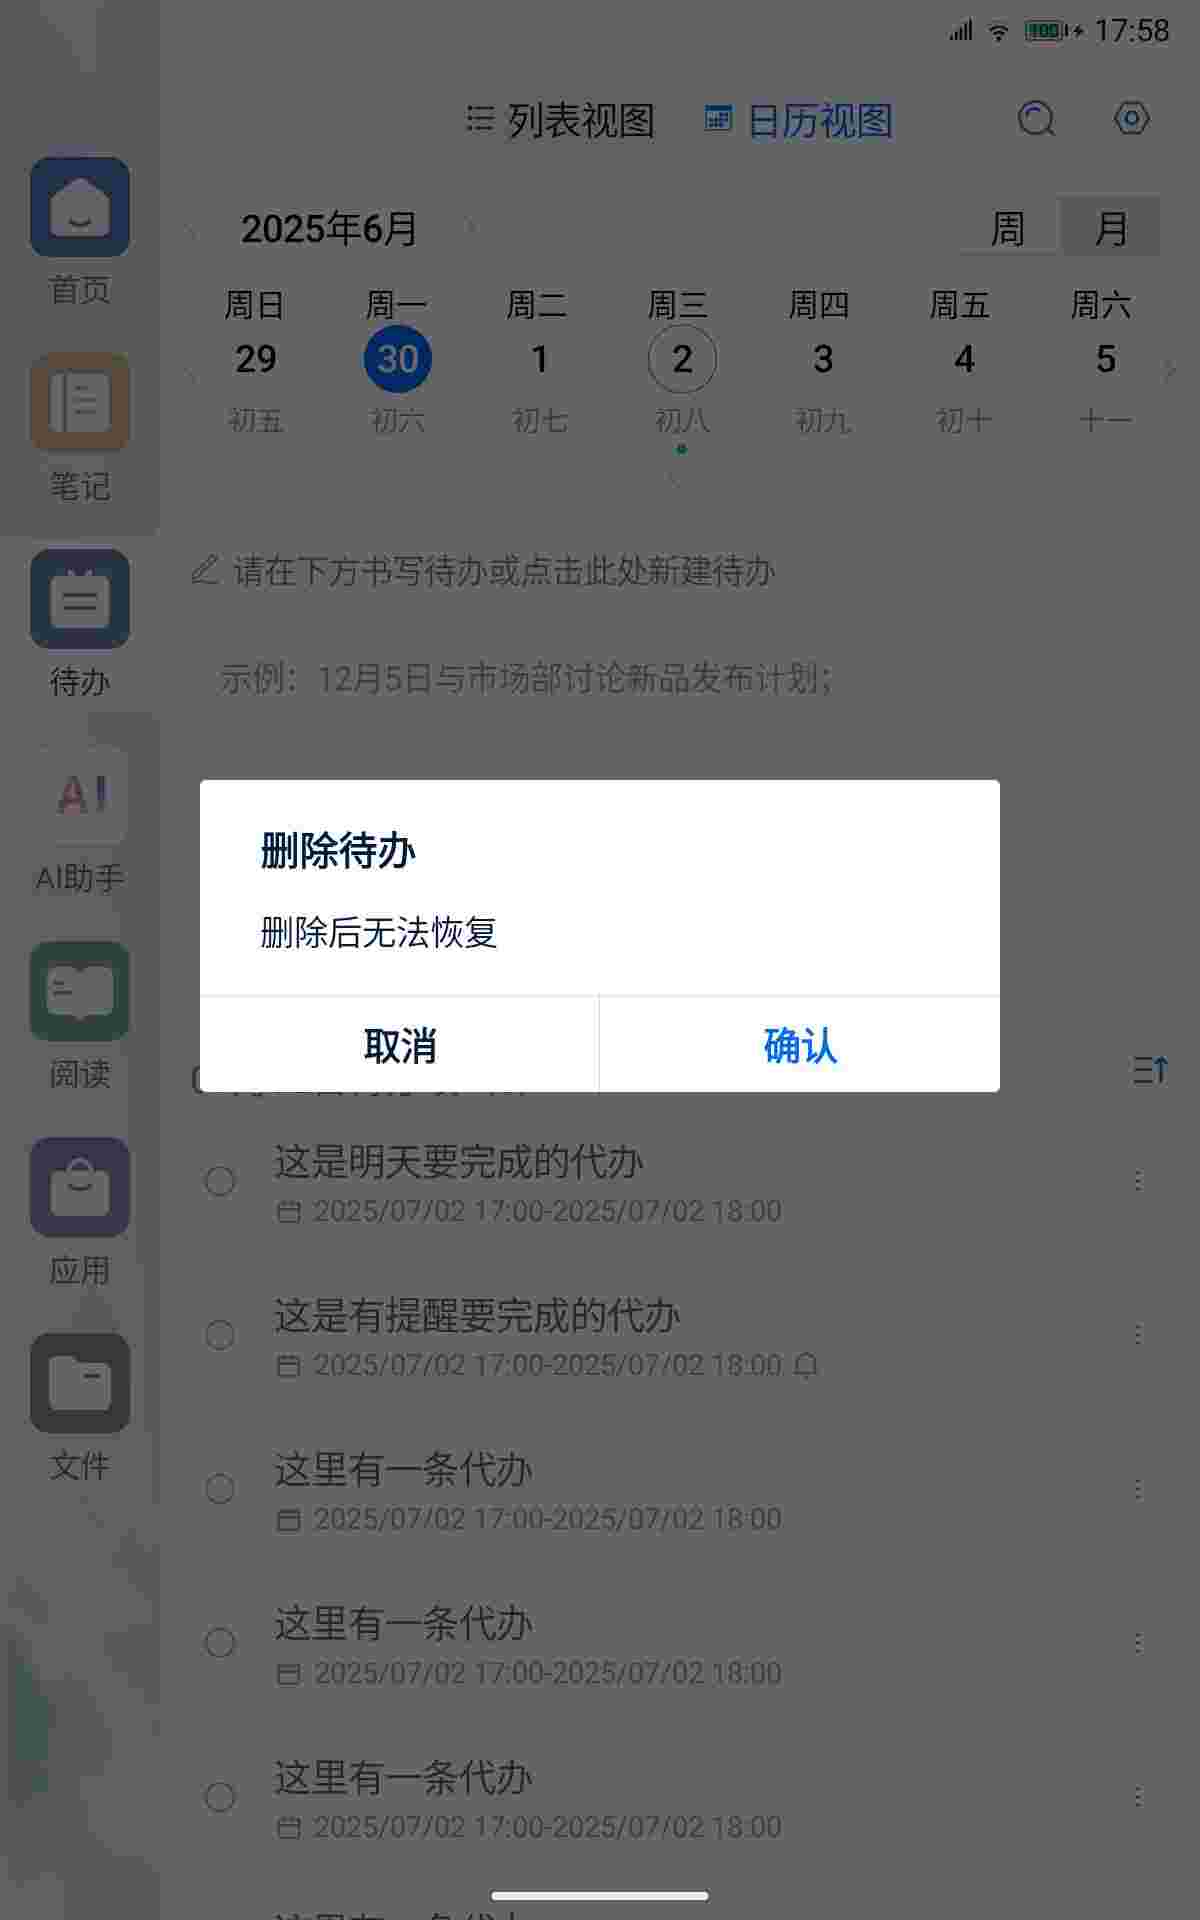 100 17:58
列表视图 日历视图
首页
2025年6月 周 月
周日 周一 周二 周三 周四 周五 周六
29 30 1 2 3 4 5
初五 初六 初七 初八 初九 初十 十一
笔记
请在下方书写待办或点击此处新建待办
待办
示例：12月5日与市场部讨论新品发布计划；
AI
AI助手
删除待办
删除后无法恢复
取消 确认
阅读
这是明天要完成的代办
2025/07/02 17:00-2025/07/02 18:00
应用
这是有提醒要完成的代办
2025/07/02 17:00-2025/07/02 18:00
文件
这里有一条代办
2025/07/02 17:00-2025/07/02 18:00
这里有一条代办
2025/07/02 17:00-2025/07/02 18:00
这里有一条代办
2025/07/02 17:00-2025/07/02 18:00